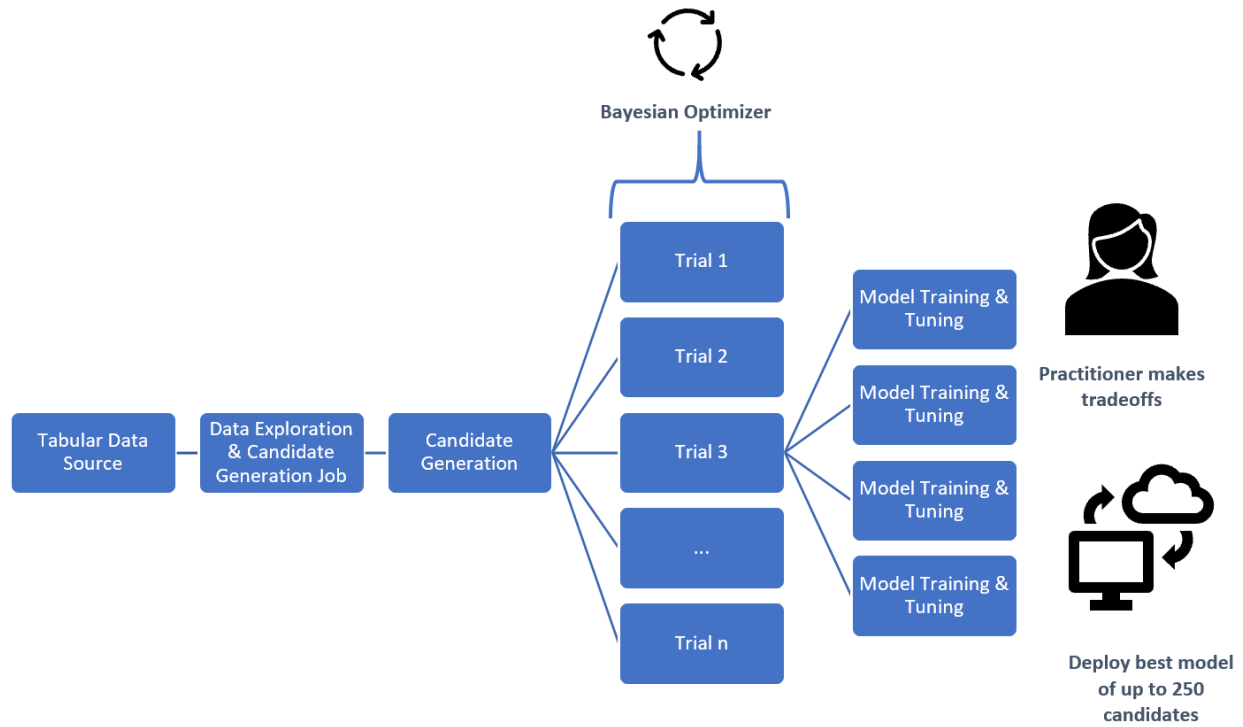 Bayesian Optimizer
Tabular Data
Source
Data Exploration
& Candidate
Generation Job
Candidate
Generation
Trial 1
Trial 2
Trial 3
...
Trial n
Model Training &
Tuning
Model Training &
Tuning
Model Training &
Tuning
Model Training &
Tuning
Practitioner makes
tradeoffs
Deploy best model
of up to 250
candidates